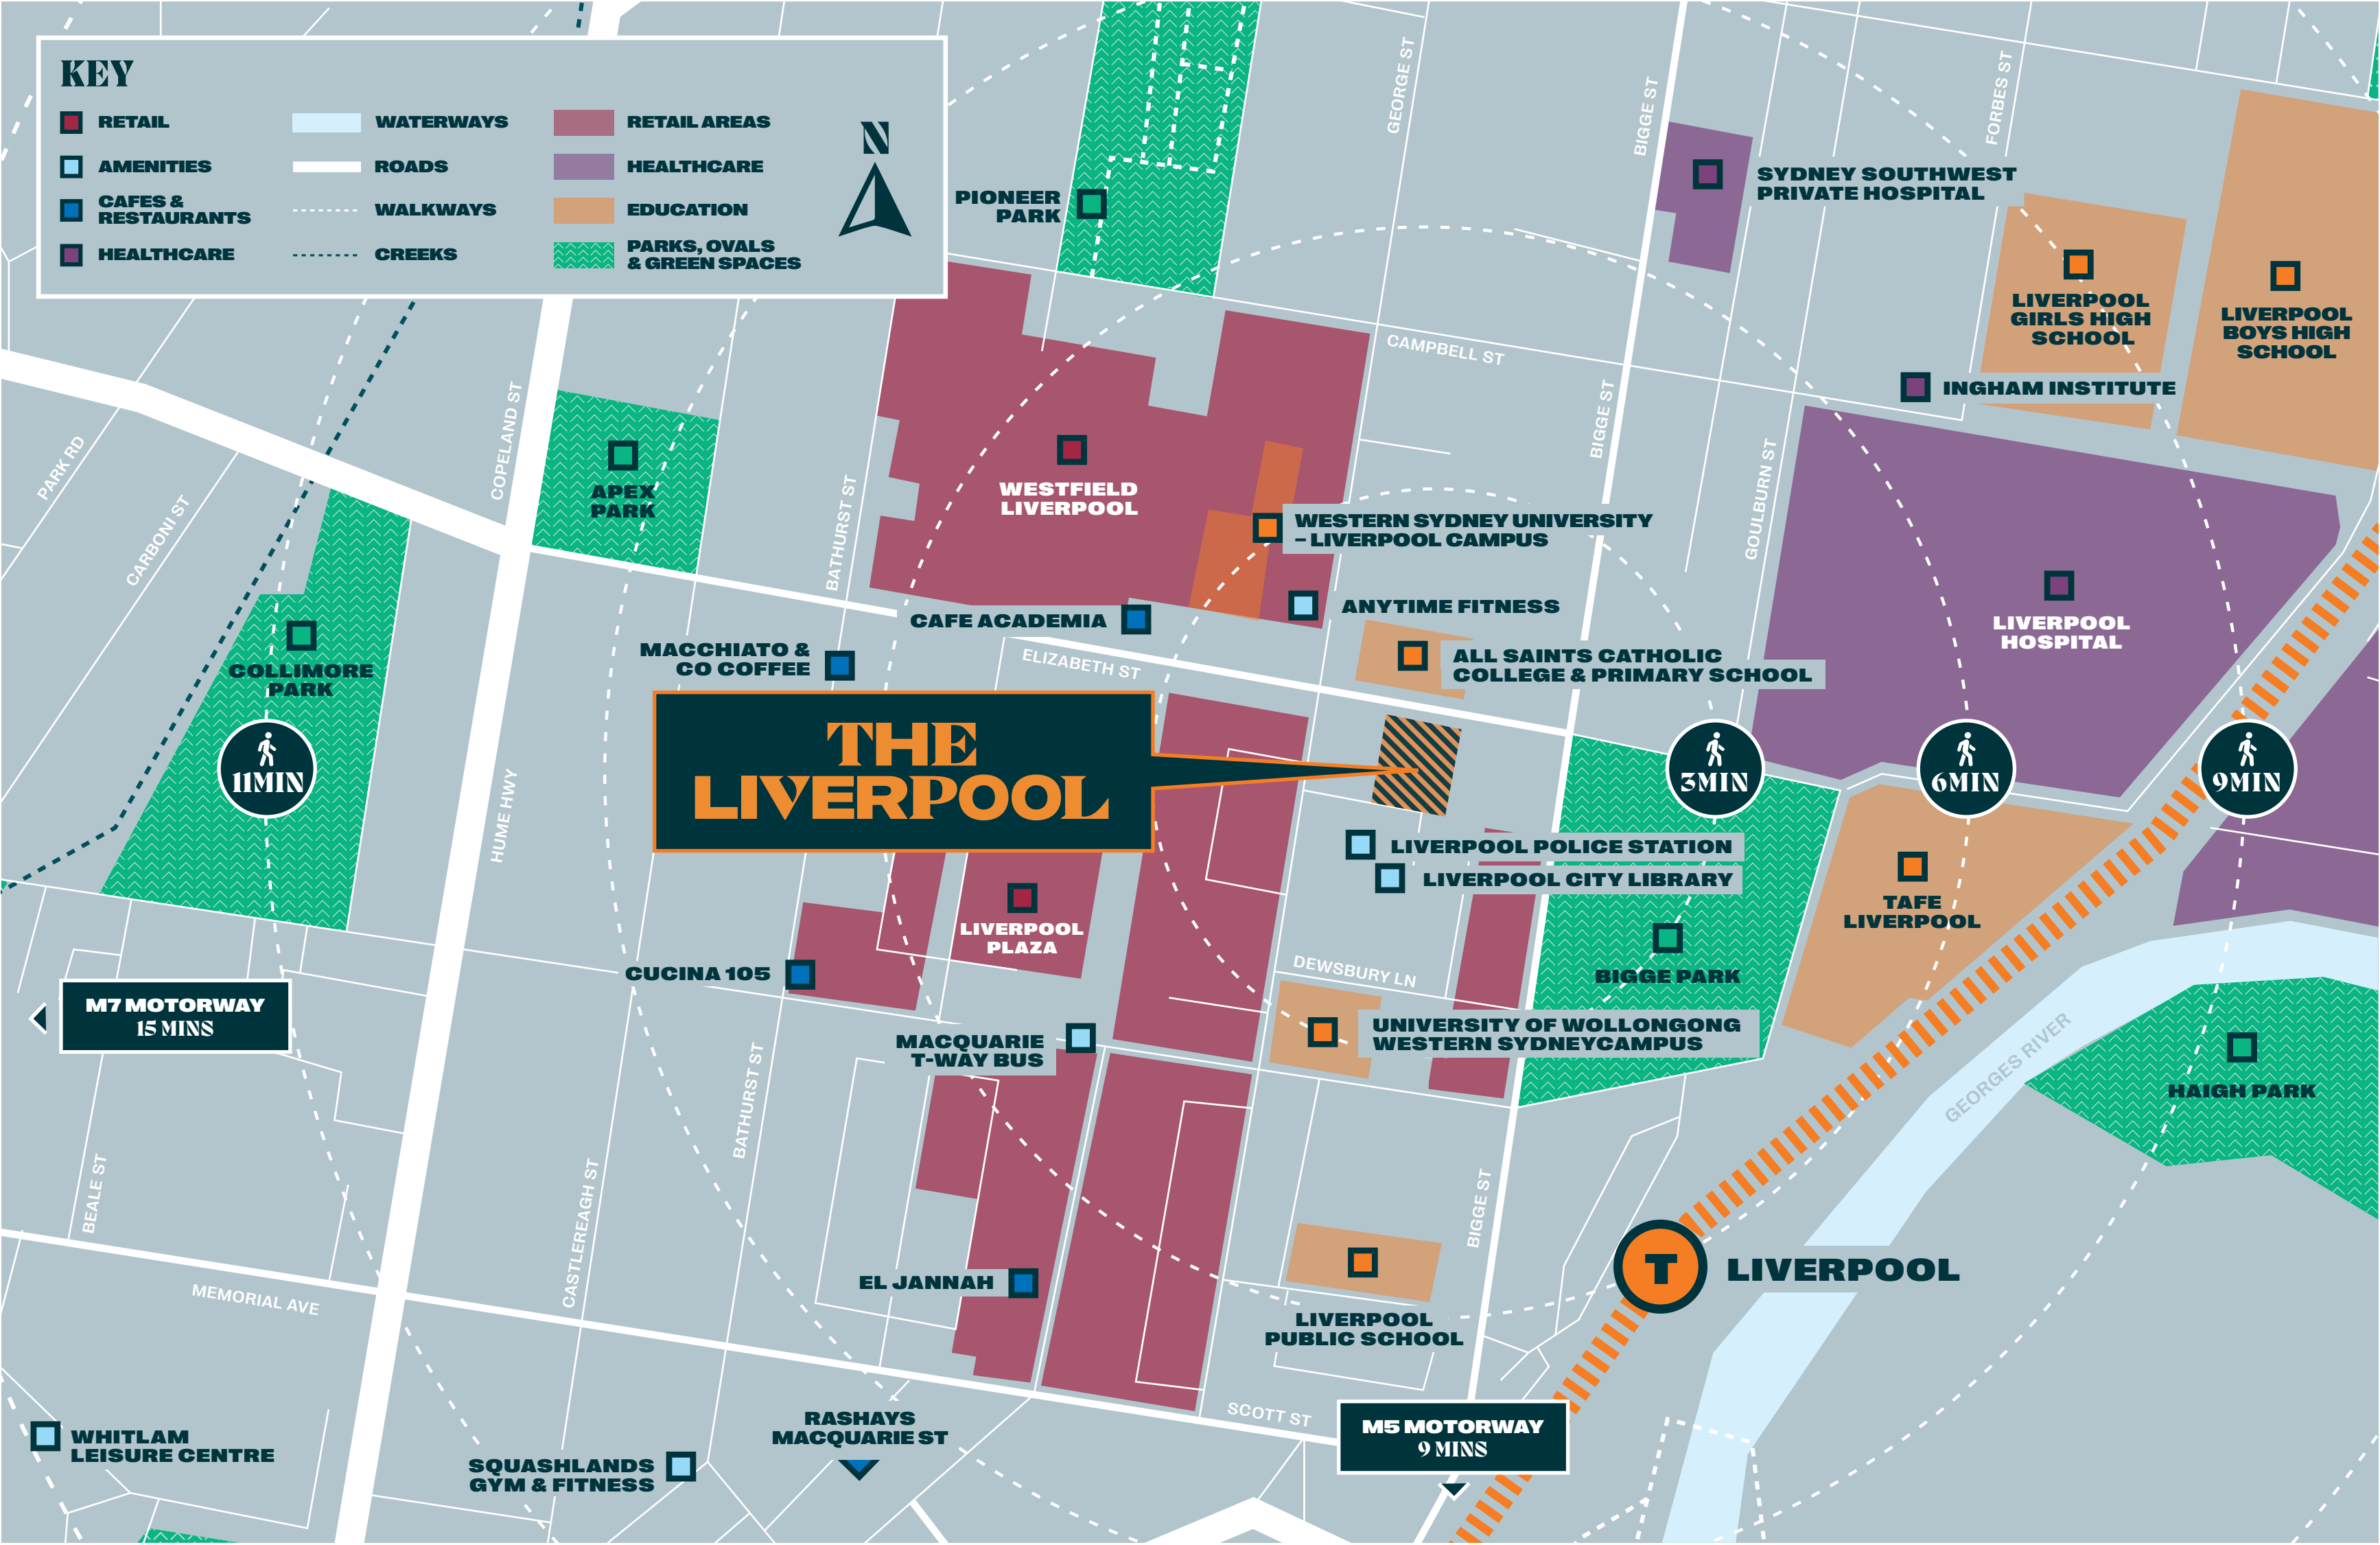 KEY
RETAIL
AMENITIES
CAFES &
RESTAURANTS
HEALTHCARE
WATERWAYS
ROADS
WALKWAYS
CREEKS
RETAIL AREAS
HEALTHCARE
EDUCATION
PARKS, OVALS
& GREEN SPACES
N
PIONEER
PARK
GEORGE ST
BIGGE ST
FORBES ST
SYDNEY SOUTHWEST
PRIVATE HOSPITAL
LIVERPOOL
GIRLS HIGH
SCHOOL
LIVERPOOL
BOYS HIGH
SCHOOL
CAMPBELL ST
INGHAM INSTITUTE
PARK RD
CARBONI ST
COPELAND ST
APEX
PARK
BATHURST ST
WESTFIELD
LIVERPOOL
BIGGE ST
GOULBURN ST
WESTERN SYDNEY UNIVERSITY
– LIVERPOOL CAMPUS
CAFE ACADEMIA
ANYTIME FITNESS
LIVERPOOL
HOSPITAL
COLLIMORE
PARK
MACCHIATO &
CO COFFEE
ELIZABETH ST
ALL SAINTS CATHOLIC
COLLEGE & PRIMARY SCHOOL
THE
LIVERPOOL
11MIN
3MIN
6MIN
9MIN
HUME HWY
LIVERPOOL POLICE STATION
LIVERPOOL CITY LIBRARY
TAFE
LIVERPOOL
LIVERPOOL
PLAZA
CUCINA 105
DEWSBURY LN
BIGGE PARK
M7 MOTORWAY
15 MINS
MACQUARIE
T-WAY BUS
UNIVERSITY OF WOLLONGONG
WESTERN SYDNEYCAMPUS
GEORGES RIVER
HAIGH PARK
BATHURST ST
BEALE ST
CASTLEREAGH ST
BIGGE ST
MEMORIAL AVE
EL JANNAH
T
LIVERPOOL
LIVERPOOL
PUBLIC SCHOOL
SCOTT ST
M5 MOTORWAY
9 MINS
RASHAYS
MACQUARIE ST
WHITLAM
LEISURE CENTRE
SQUASHLANDS
GYM & FITNESS